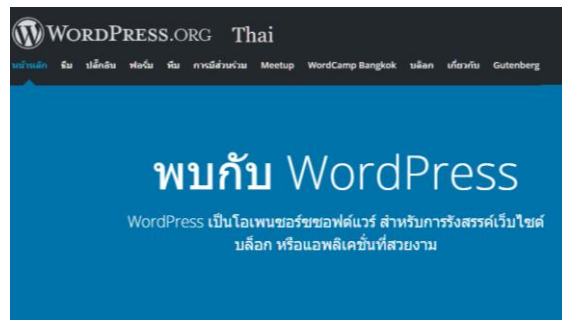 WORDPRESS.ORG Thai
หน้าหลัก ธีม ปลั๊กอิน ฟอรั่ม ทีม การมีส่วนร่วม Meetup WordCamp Bangkok บล็อก เกี่ยวกับ Gutenberg
พบกับ WordPress
WordPress เป็นโอเพนซอร์ซซอฟต์แวร์ สำหรับการรังสรรค์เว็บไซต์
บล็อก หรือแอพลิเคชั่นที่สวยงาม